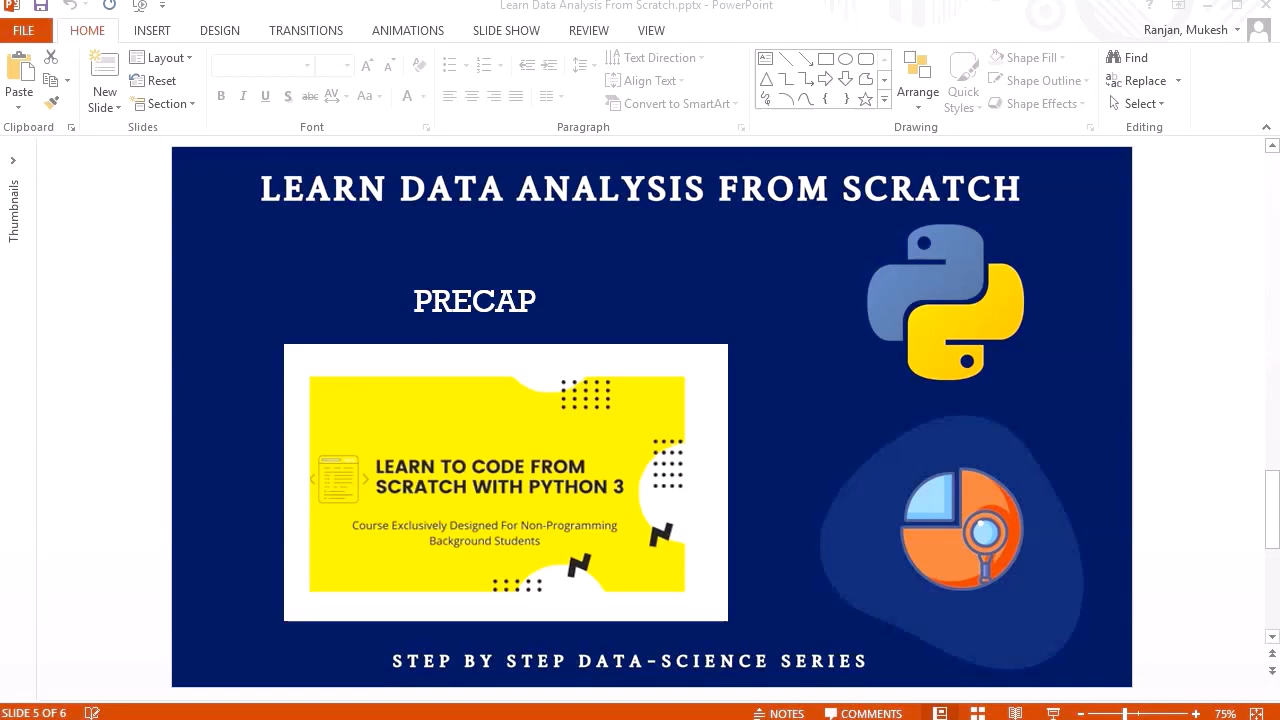 Learn Data Analysis From Scratch.pptx - PowerPoint
FILE HOME INSERT DESIGN TRANSITIONS ANIMATIONS SLIDE SHOW REVIEW VIEW Ranjan, Mukesh
Paste
New
Slide
Layout
Reset
Section
B I U S abc AV Aa A
Text Direction
Align Text
Convert to SmartArt
Arrange
Quick
Styles
Shape Fill
Shape Outline
Shape Effects
Find
Replace
Select
Clipboard Slides Font Paragraph Drawing Editing
Thumbnails
LEARN DATA ANALYSIS FROM SCRATCH
PRECAP
LEARN TO CODE FROM
SCRATCH WITH PYTHON 3
Course Exclusively Designed For Non-Programming
Background Students
STEP BY STEP DATA-SCIENCE SERIES
SLIDE 5 OF 6 NOTES COMMENTS 75%